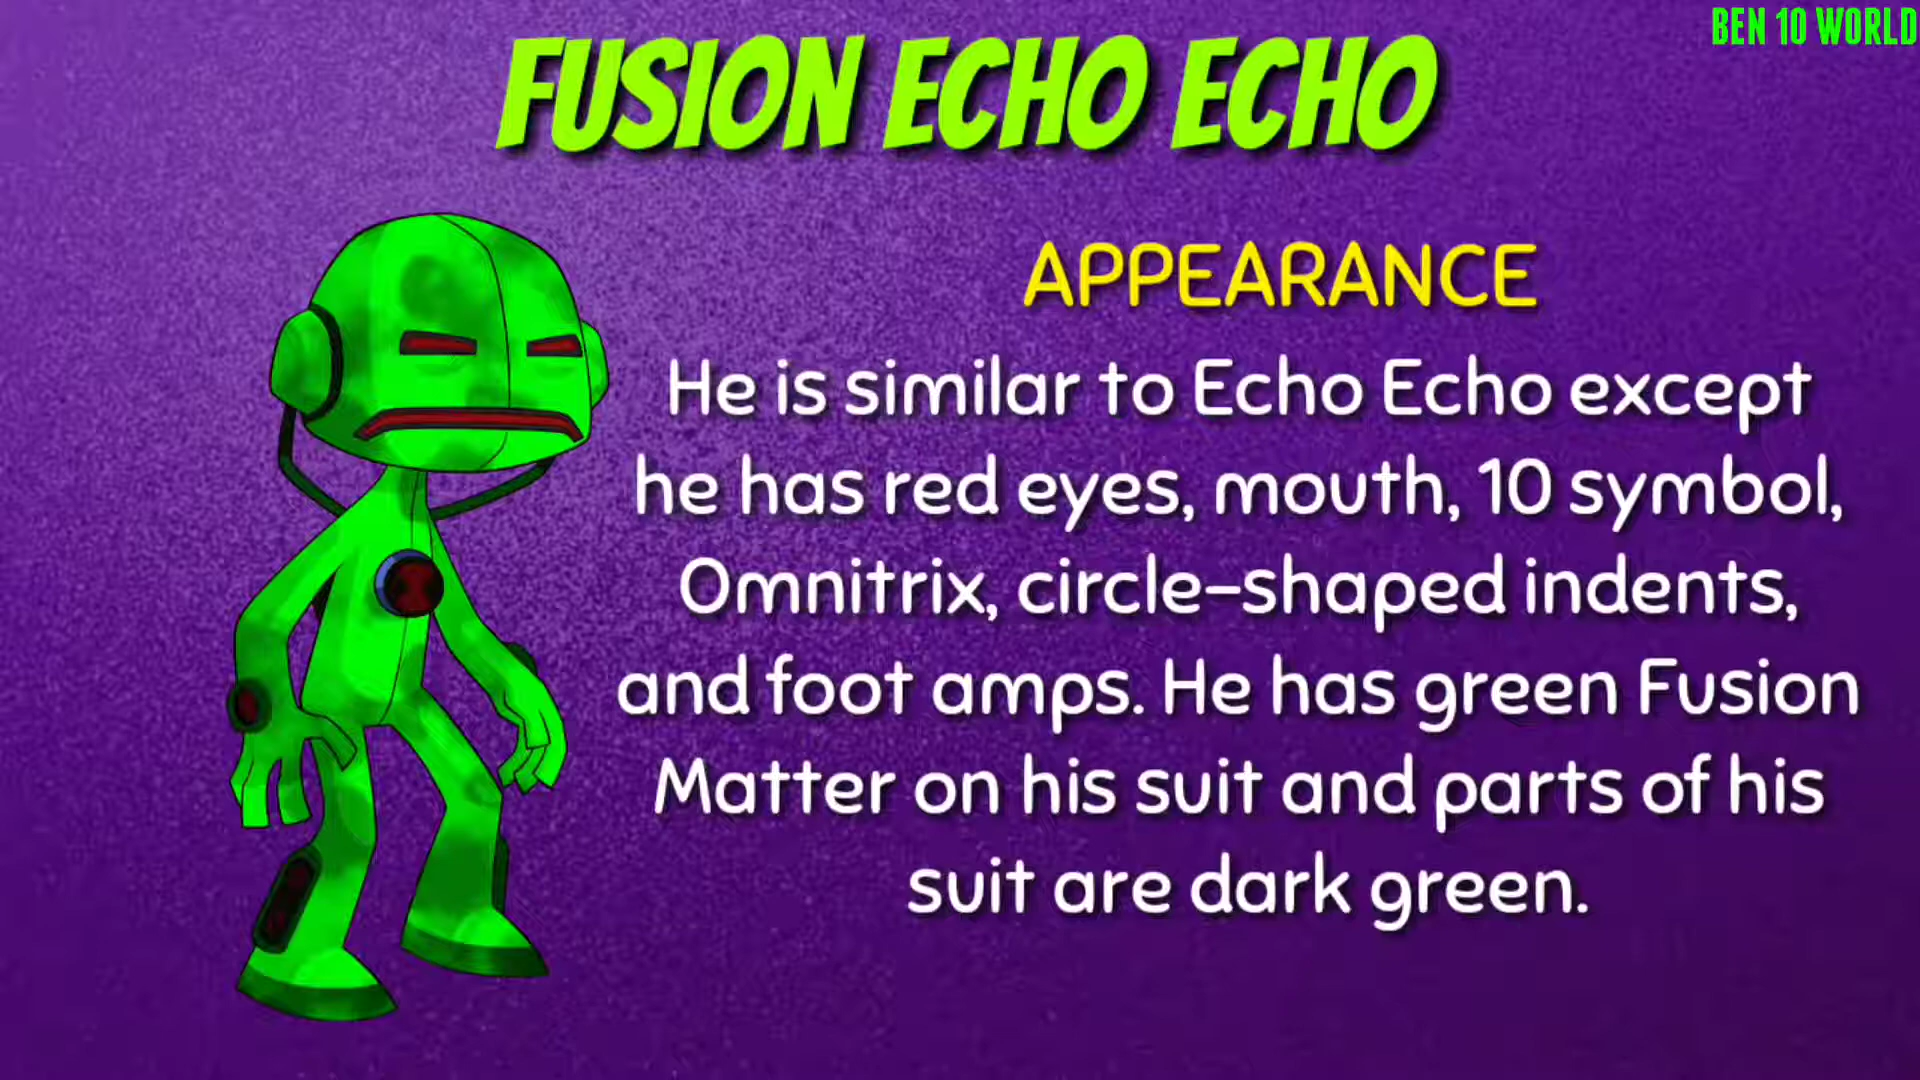 BEN 10 WORLD
FUSION ECHO ECHO
APPEARANCE
He is similar to Echo Echo except
he has red eyes, mouth, 10 symbol,
Omnitrix, circle-shaped indents,
and foot amps. He has green Fusion
Matter on his suit and parts of his
suit are dark green.